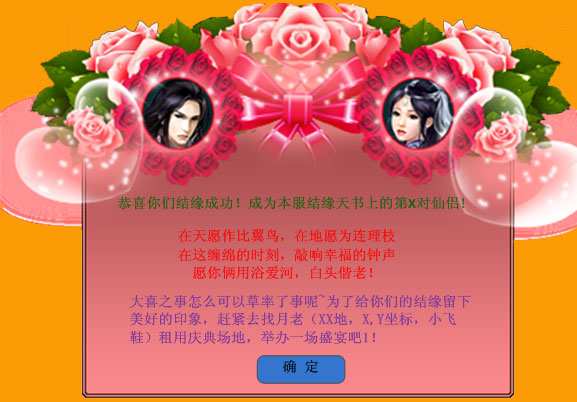 恭喜你们结缘成功！成为本服结缘天书上的第X对仙侣！
在天愿作比翼鸟，在地愿为连理枝
在这缠绵的时刻，敲响幸福的钟声
愿你俩用浴爱河，白头偕老！
大喜之事怎么可以草率了事呢~为了给你们的结缘留下
美好的印象，赶紧去找月老（XX地，X,Y坐标，小飞
鞋）租用庆典场地，举办一场盛宴吧1！
确 定